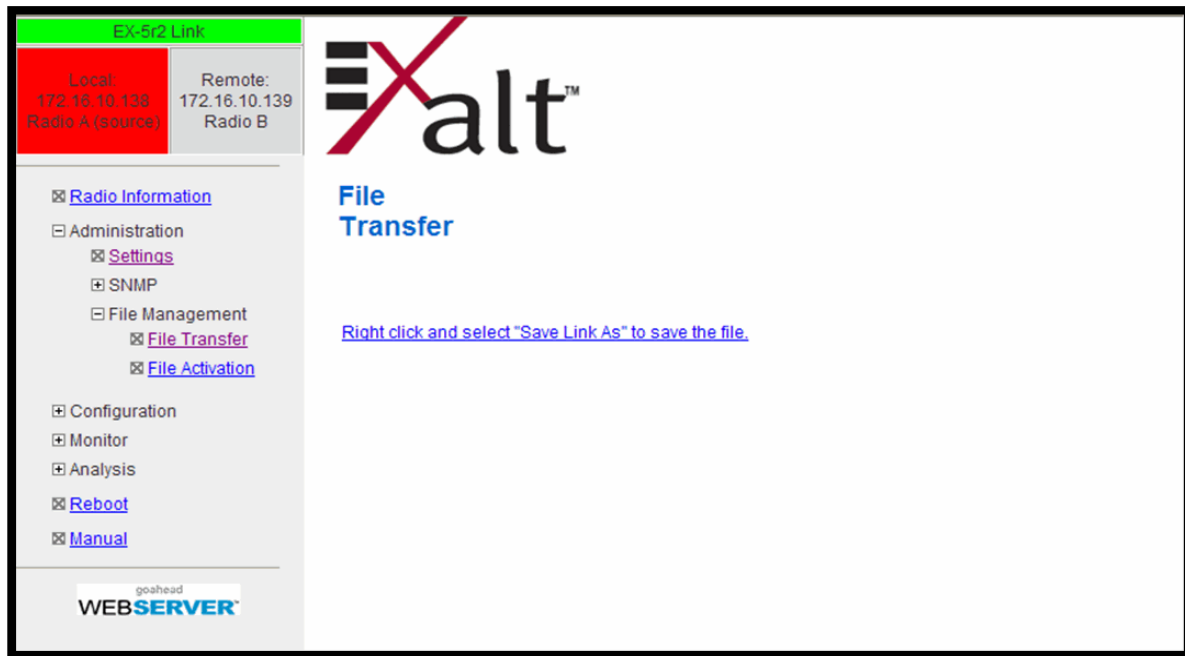 EX-5r2 Link
Local:
172.16.10.138
Radio A (source)
Remote:
172.16.10.139
Radio B
Radio Information
Administration
Settings
SNMP
File Management
File Transfer
File Activation
Configuration
Monitor
Analysis
Reboot
Manual
goahead
WEBSERVER
EXalt™
File
Transfer
Right click and select "Save Link As" to save the file.